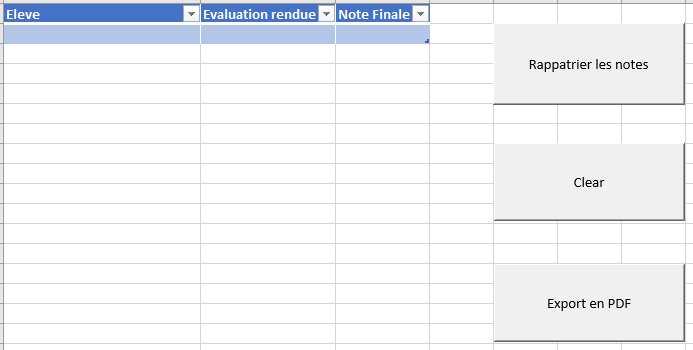 Eleve Evaluation rendue Note Finale
Rappatrier les notes
Clear
Export en PDF